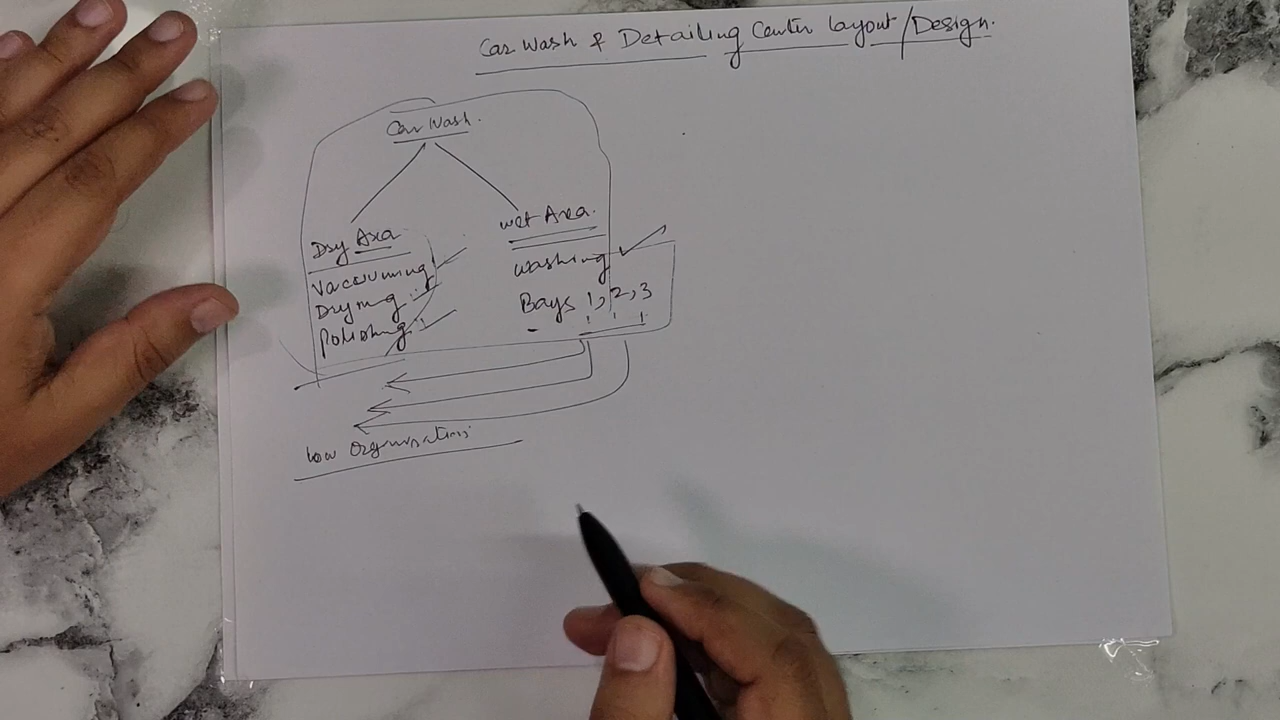 Car Wash & Detailing Center layout/Design.
Car Wash.
Dry Area
Vaccuming
Drying
polishing
wet Area.
washing
Bays 1, 2, 3